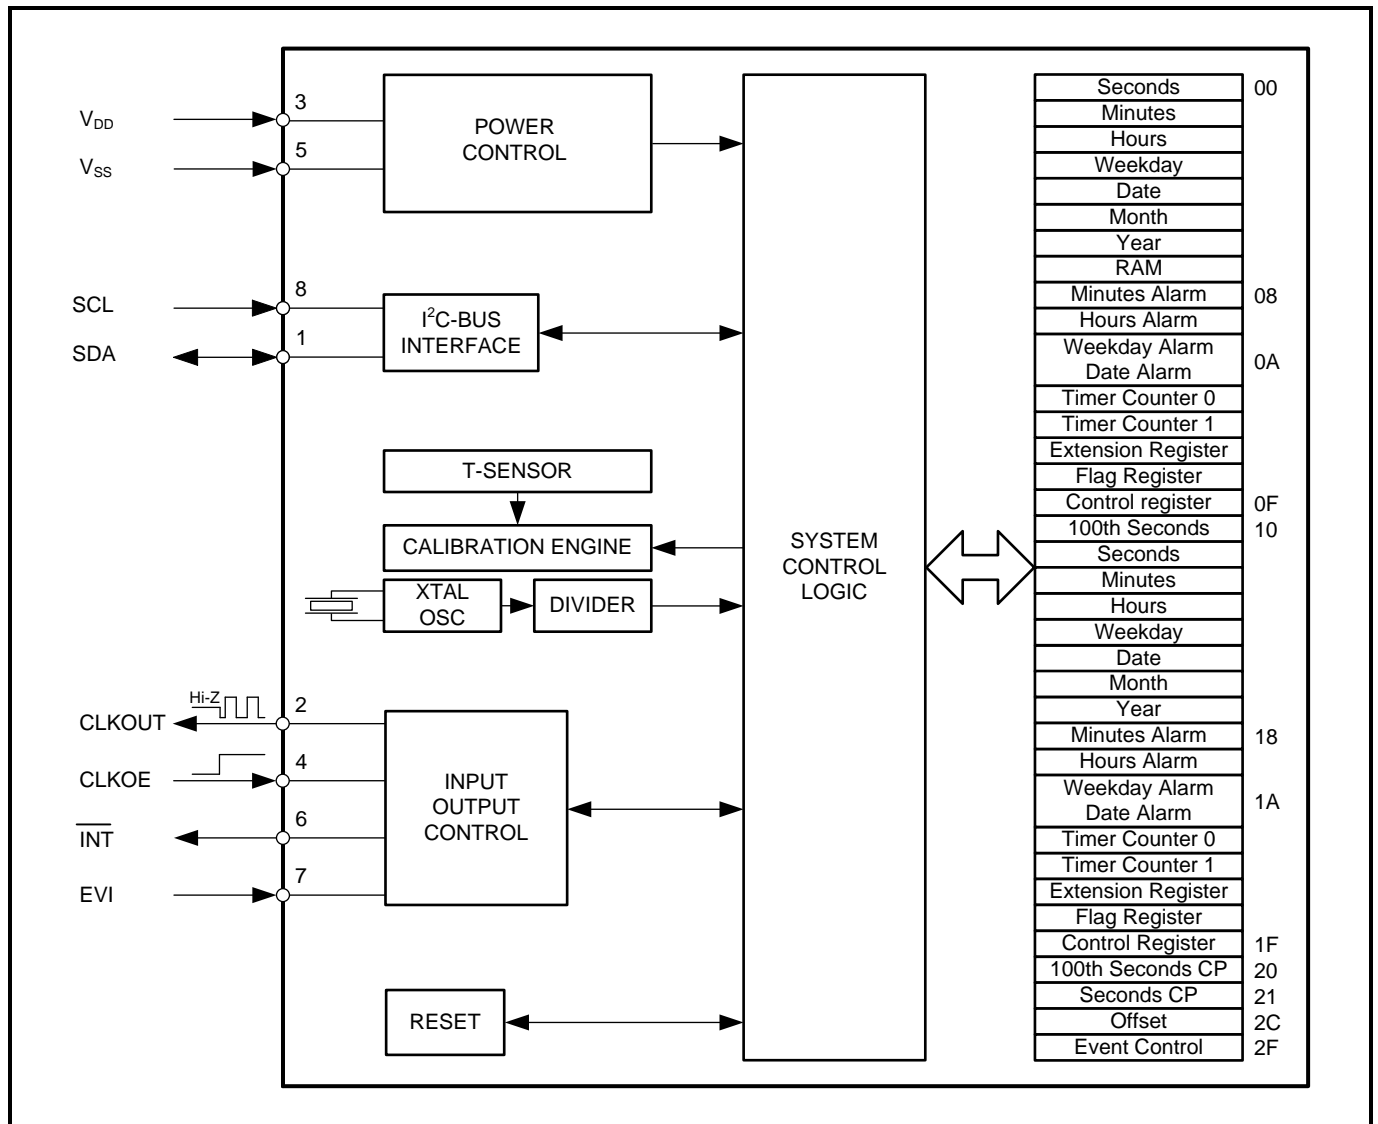 V_DD
3
V_SS
5
POWER
CONTROL
SCL
8
SDA
1
I²C-BUS
INTERFACE
T-SENSOR
CALIBRATION ENGINE
XTAL
OSC
DIVIDER
CLKOUT
Hi-Z
2
CLKOE
4
INT
6
EVI
7
INPUT
OUTPUT
CONTROL
RESET
SYSTEM
CONTROL
LOGIC
Seconds 00
Minutes
Hours
Weekday
Date
Month
Year
RAM
Minutes Alarm 08
Hours Alarm
Weekday Alarm
Date Alarm 0A
Timer Counter 0
Timer Counter 1
Extension Register
Flag Register
Control register 0F
100th Seconds 10
Seconds
Minutes
Hours
Weekday
Date
Month
Year
Minutes Alarm 18
Hours Alarm
Weekday Alarm
Date Alarm 1A
Timer Counter 0
Timer Counter 1
Extension Register
Flag Register
Control Register 1F
100th Seconds CP 20
Seconds CP 21
Offset 2C
Event Control 2F